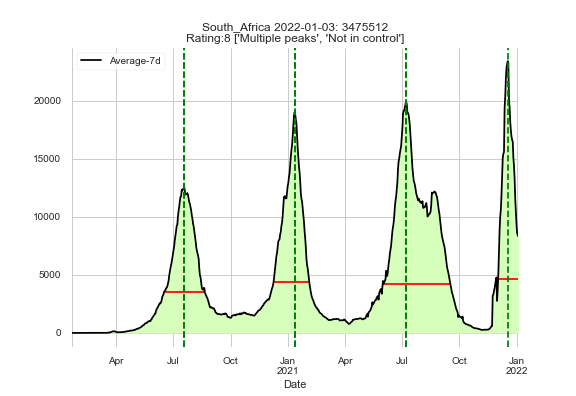 South_Africa 2022-01-03: 3475512
Rating:8 ['Multiple peaks', 'Not in control']
Average-7d
20000
15000
10000
5000
0
Apr
Jul
Oct
Jan
2021
Apr
Jul
Oct
Jan
2022
Date